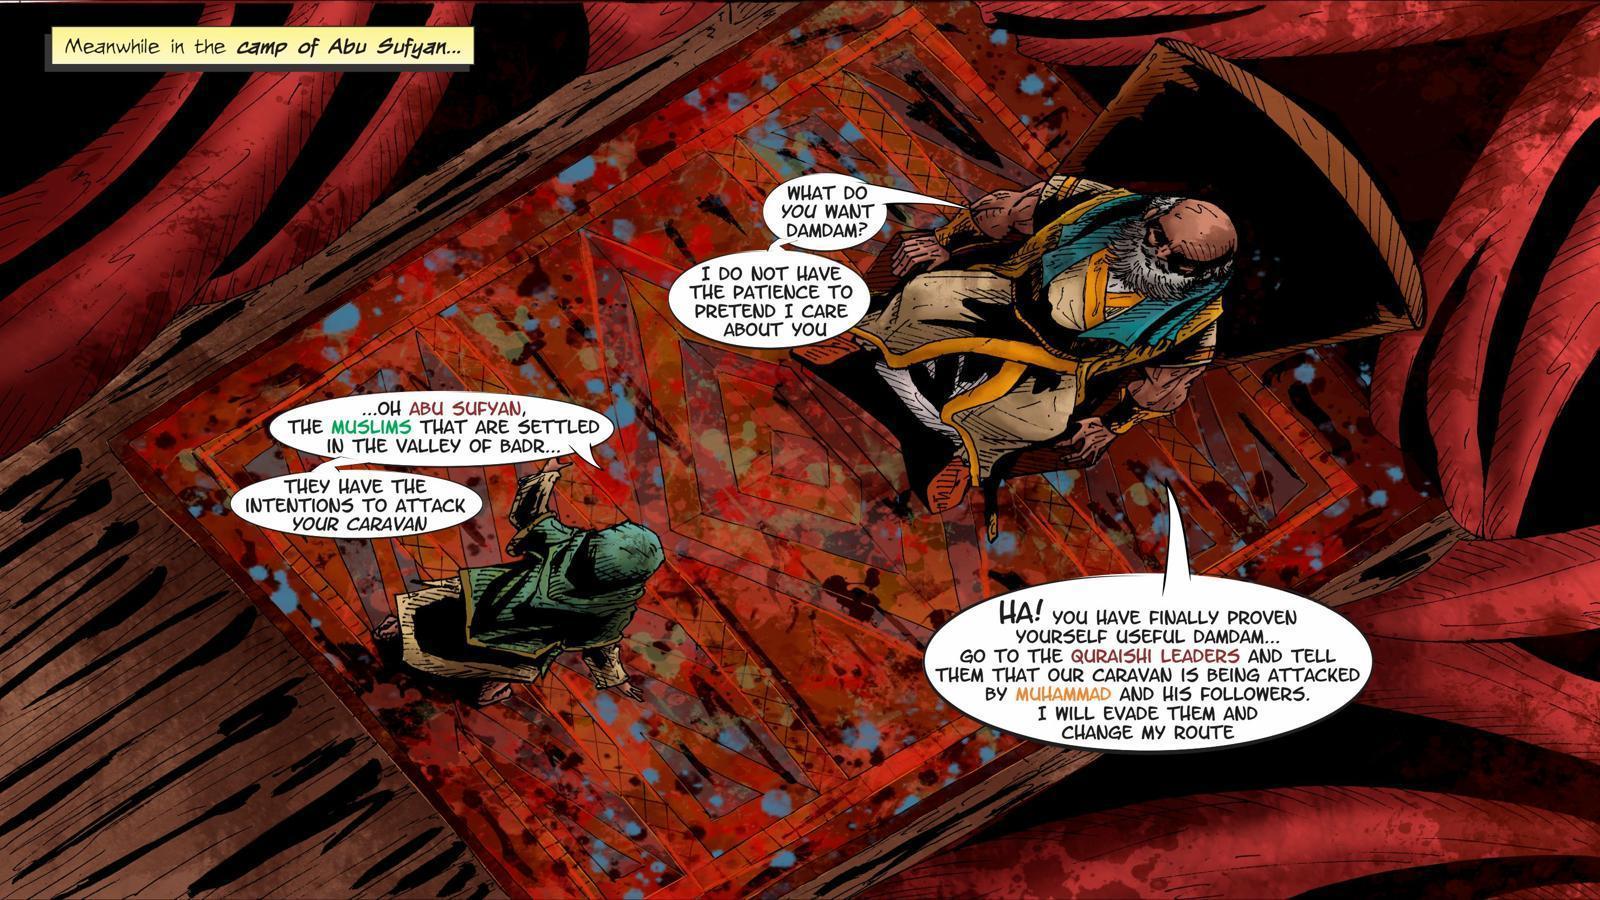 Meanwhile in the camp of Abu Sufyan...
WHAT DO
YOU WANT
DAMDAM?
I DO NOT HAVE
THE PATIENCE TO
PRETEND I CARE
ABOUT YOU
...OH ABU SUFYAN,
THE MUSLIMS THAT ARE SETTLED
IN THE VALLEY OF BADR...
THEY HAVE THE
INTENTIONS TO ATTACK
YOUR CARAVAN
HA! YOU HAVE FINALLY PROVEN
YOURSELF USEFUL DAMDAM...
GO TO THE QURAISHI LEADERS AND TELL
THEM THAT OUR CARAVAN IS BEING ATTACKED
BY MUHAMMAD AND HIS FOLLOWERS.
I WILL EVADE THEM AND
CHANGE MY ROUTE